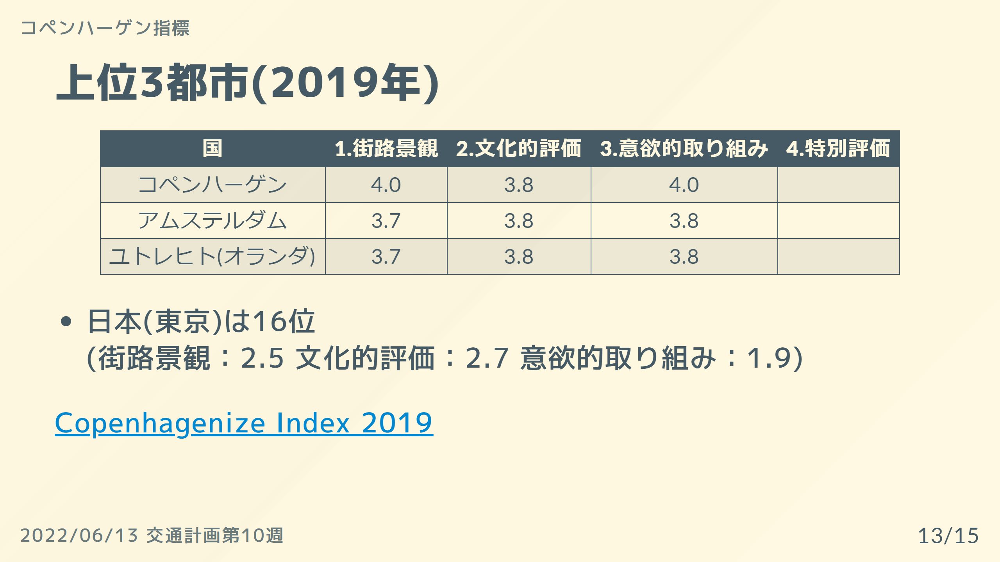 コペンハーゲン指標
上位3都市(2019年)
国 1.街路景観 2.文化的評価 3.意欲的取り組み 4.特別評価
コペンハーゲン 4.0 3.8 4.0
アムステルダム 3.7 3.8 3.8
ユトレヒト(オランダ) 3.7 3.8 3.8
• 日本(東京)は16位
(街路景観：2.5 文化的評価：2.7 意欲的取り組み：1.9)
Copenhagenize Index 2019
2022/06/13 交通計画第10週
13/15